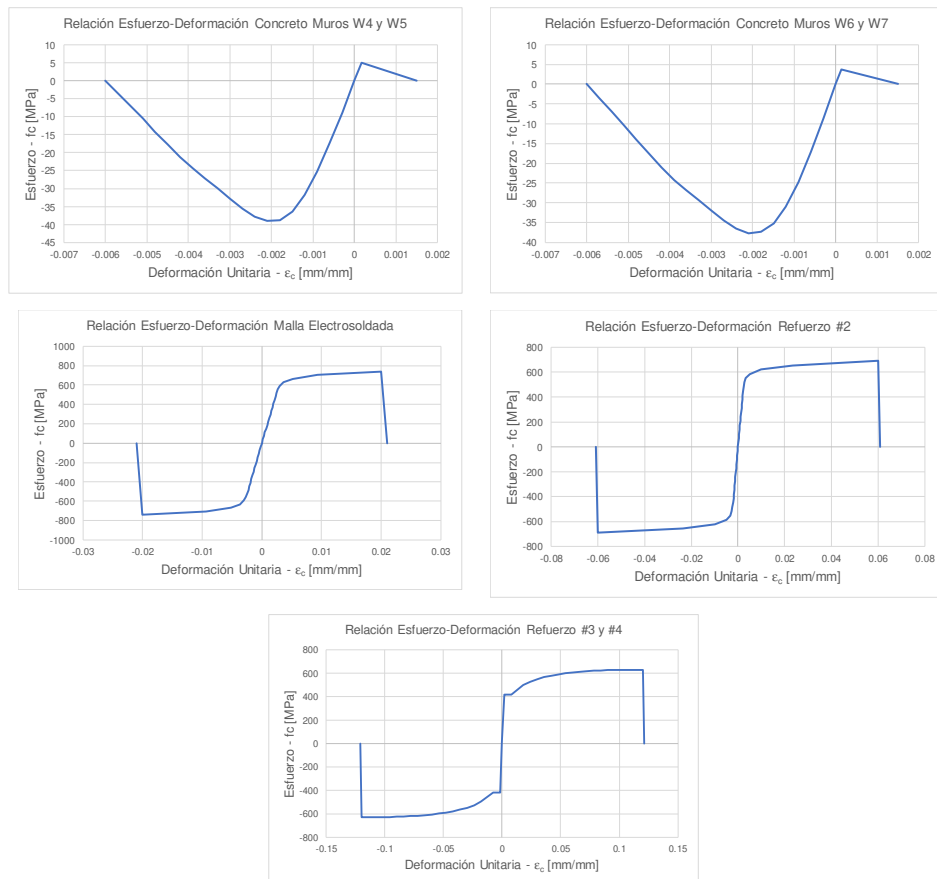 Relación Esfuerzo-Deformación Concreto Muros W4 y W5
10
5
0
-5
-10
-15
-20
-25
-30
-35
-40
-45
-0.007 -0.006 -0.005 -0.004 -0.003 -0.002 -0.001 0 0.001 0.002
Esfuerzo - fc [MPa]
Deformación Unitaria - εc [mm/mm]
Relación Esfuerzo-Deformación Concreto Muros W6 y W7
10
5
0
-5
-10
-15
-20
-25
-30
-35
-40
-0.007 -0.006 -0.005 -0.004 -0.003 -0.002 -0.001 0 0.001 0.002
Esfuerzo - fc [MPa]
Deformación Unitaria - εc [mm/mm]
Relación Esfuerzo-Deformación Malla Electrosoldada
1000
800
600
400
200
0
-200
-400
-600
-800
-1000
-0.03 -0.02 -0.01 0 0.01 0.02 0.03
Esfuerzo - fc [MPa]
Deformación Unitaria - εc [mm/mm]
Relación Esfuerzo-Deformación Refuerzo #2
800
600
400
200
0
-200
-400
-600
-800
-0.08 -0.06 -0.04 -0.02 0 0.02 0.04 0.06 0.08
Esfuerzo - fc [MPa]
Deformación Unitaria - εc [mm/mm]
Relación Esfuerzo-Deformación Refuerzo #3 y #4
800
600
400
200
0
-200
-400
-600
-800
-0.15 -0.1 -0.05 0 0.05 0.1 0.15
Esfuerzo - fc [MPa]
Deformación Unitaria - εc [mm/mm]